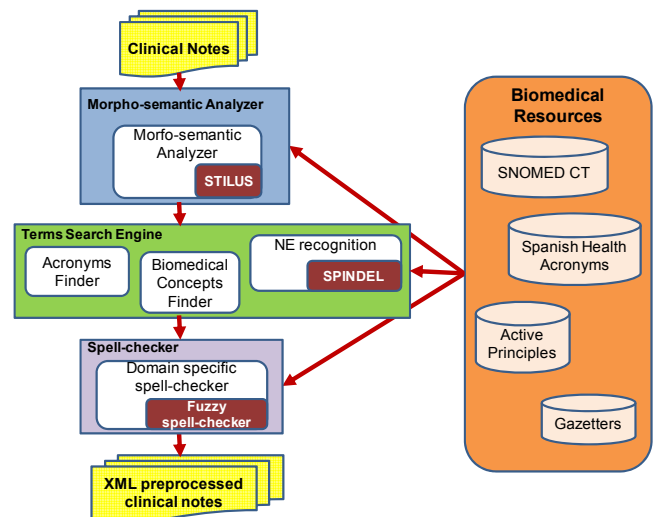 Clinical Notes
Morpho-semantic Analyzer
Morfo-semantic
Analyzer
STILUS
Terms Search Engine
Acronyms
Finder
Biomedical
Concepts
Finder
NE recognition
SPINDEL
Spell-checker
Domain specific
spell-checker
Fuzzy
spell-checker
XML preprocessed
clinical notes
Biomedical
Resources
SNOMED CT
Spanish Health
Acronyms
Active
Principles
Gazetters